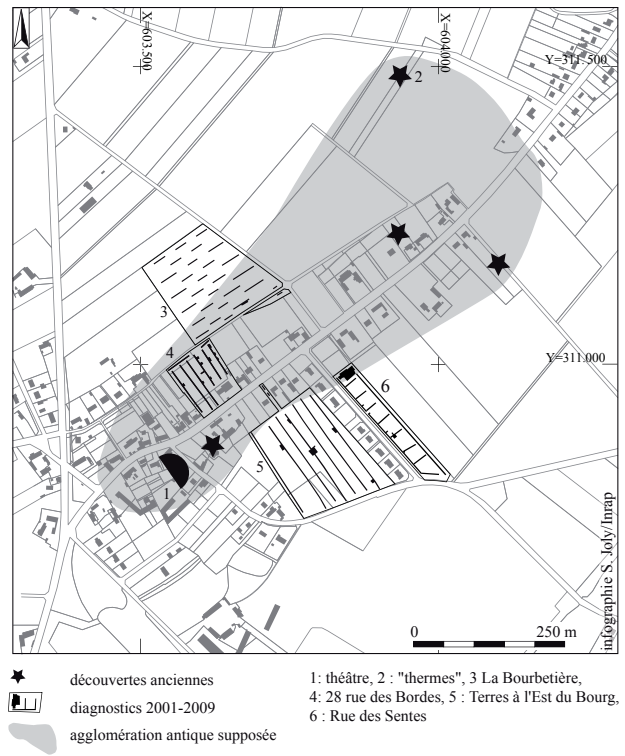 X=603.500
X=604.000
Y=311.500
2
3
4
Y=311.000
6
5
1
0 250 m
infographie S. Joly/Inrap
découvertes anciennes
diagnostics 2001-2009
agglomération antique supposée
1: théâtre, 2 : "thermes", 3 La Bourbetière,
4: 28 rue des Bordes, 5 : Terres à l'Est du Bourg,
6 : Rue des Sentes